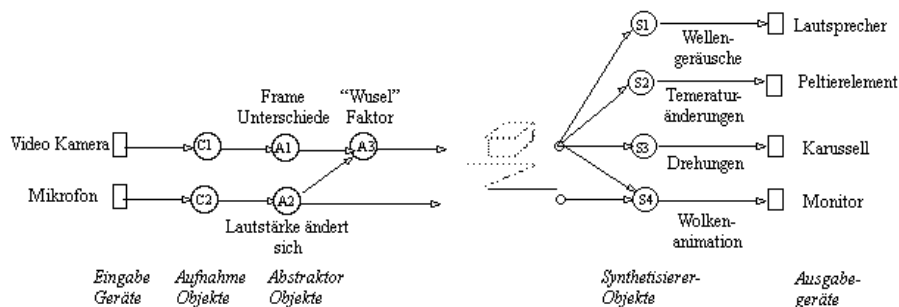 S1
Lautsprecher
Wellen-
geräusche
Frame
Unterschiede
“Wusel”
Faktor
S2
Peltierelement
Temeratur-
änderungen
Video Kamera
C1
A1
A3
S3
Karussell
Drehungen
Mikrofon
C2
A2
S4
Monitor
Lautstärke ändert
sich
Wolken-
animation
Eingabe
Geräte
Aufnahme
Objekte
Abstraktor
Objekte
Synthetisierer-
Objekte
Ausgabe-
geräte